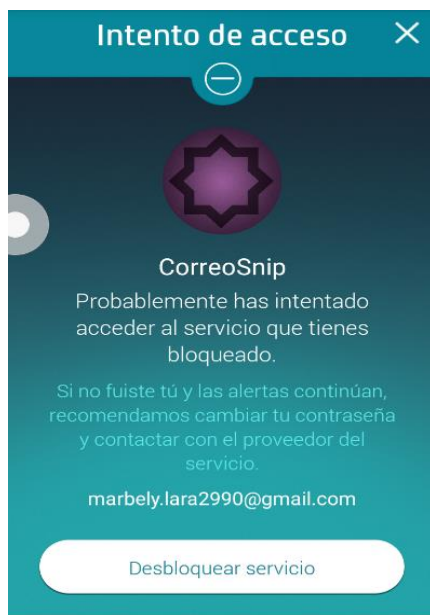 Intento de acceso
CorreoSnip
Probablemente has intentado
acceder al servicio que tienes
bloqueado.
Si no fuiste tú y las alertas continúan,
recomendamos cambiar tu contraseña
y contactar con el proveedor del
servicio.
marbely.lara2990@gmail.com
Desbloquear servicio